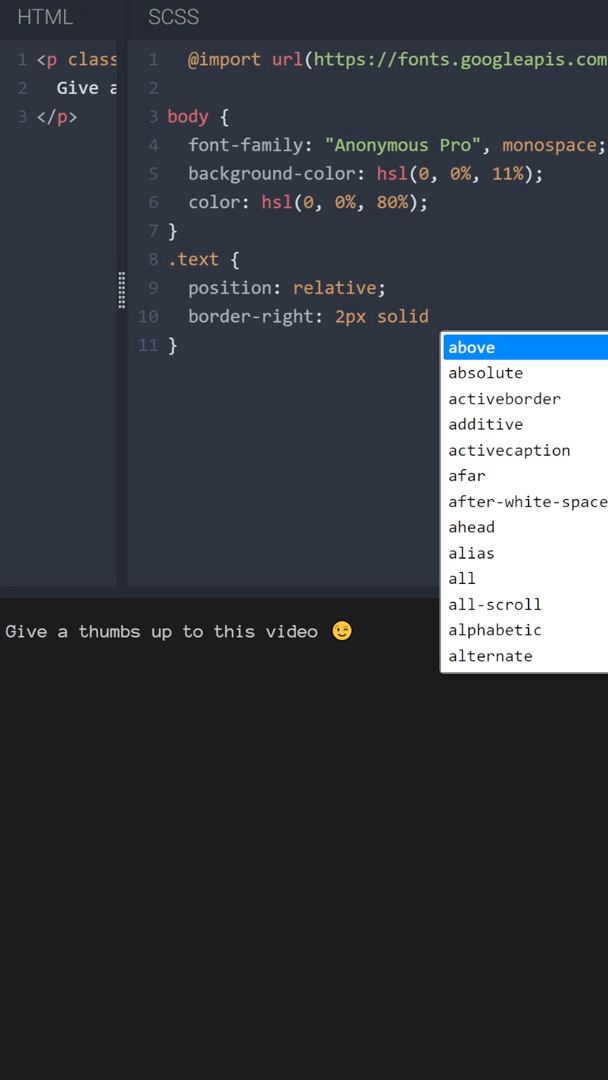 HTML
SCSS
1 <p class
2 Give a
3 </p>
1 @import url(https://fonts.googleapis.com
2
3 body {
4 font-family: "Anonymous Pro", monospace;
5 background-color: hsl(0, 0%, 11%);
6 color: hsl(0, 0%, 80%);
7 }
8 .text {
9 position: relative;
10 border-right: 2px solid
11 }
above
absolute
activeborder
additive
activecaption
afar
after-white-space
ahead
alias
all
all-scroll
alphabetic
alternate
Give a thumbs up to this video 😉